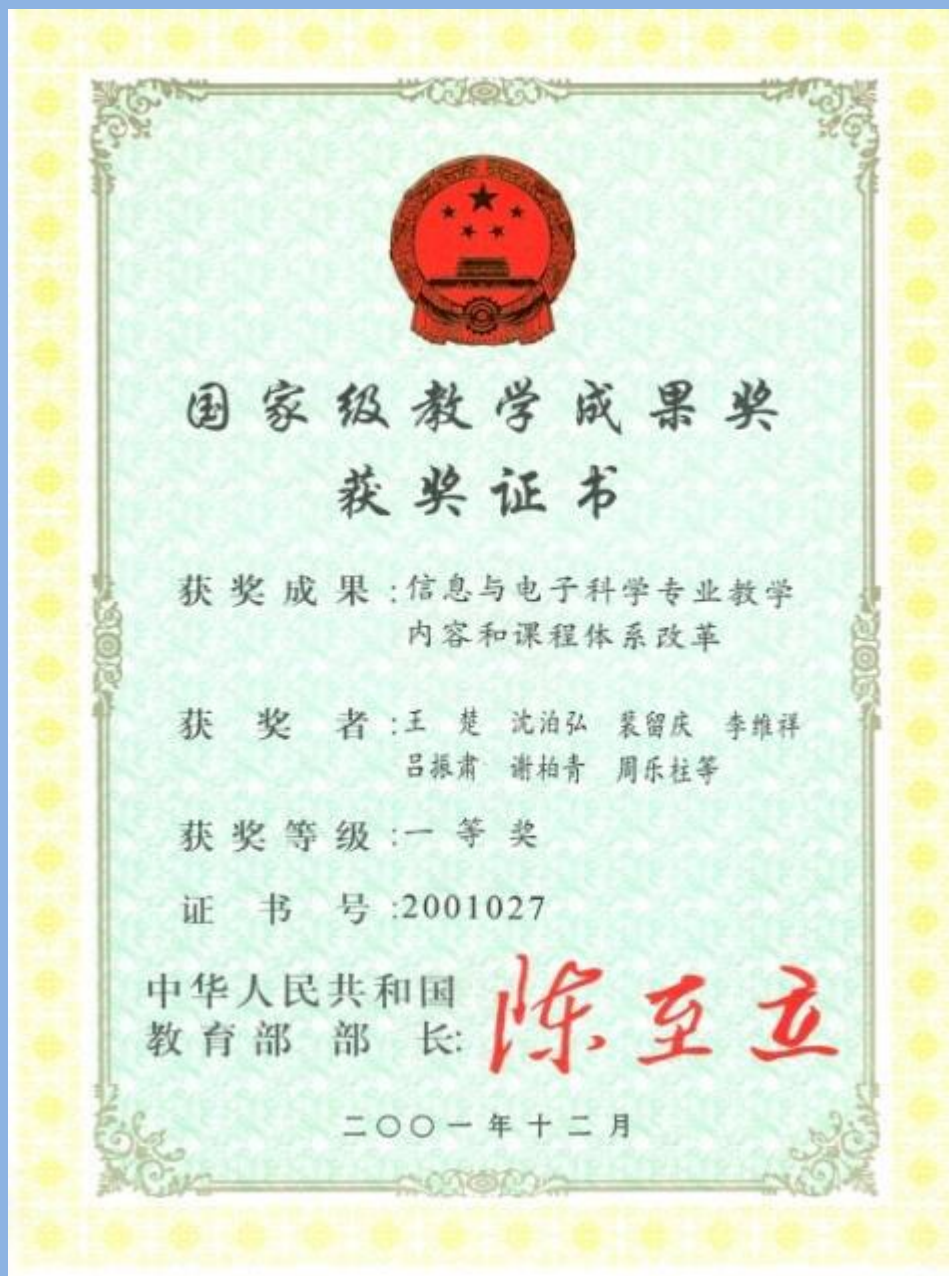 国家级教学成果奖
获奖证书
获奖成果:信息与电子科学专业教学
内容和课程体系改革
获奖者:王楚 沈泊弘 裴留庆 李维祥
吕振肃 谢柏青 周乐柱等
获奖等级:一等奖
证书号:2001027
中华人民共和国
教育部部长:陈至立
二〇〇一年十二月